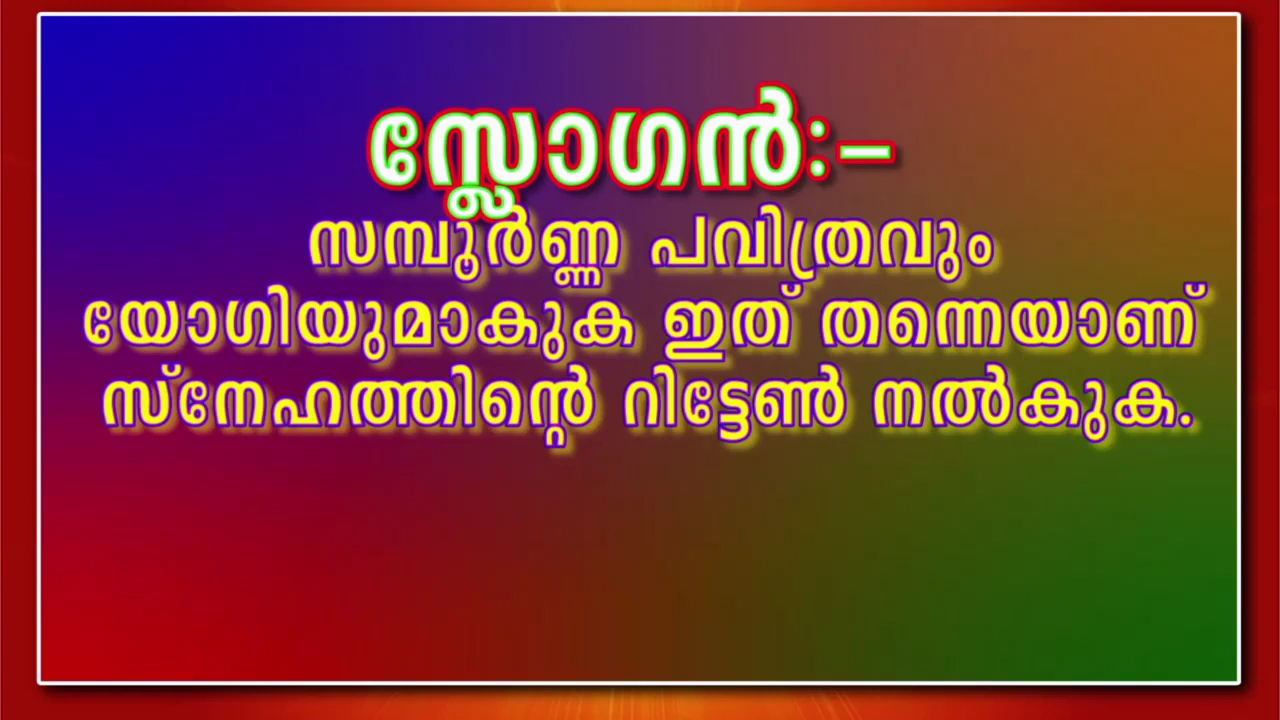 സ്ലോഗൻ:-
സമ്പൂർണ്ണ പവിത്രവും
യോഗിയുമാകുക ഇത് തന്നെയാണ്
സ്നേഹത്തിന്റെ റിട്ടേൺ നൽകുക.